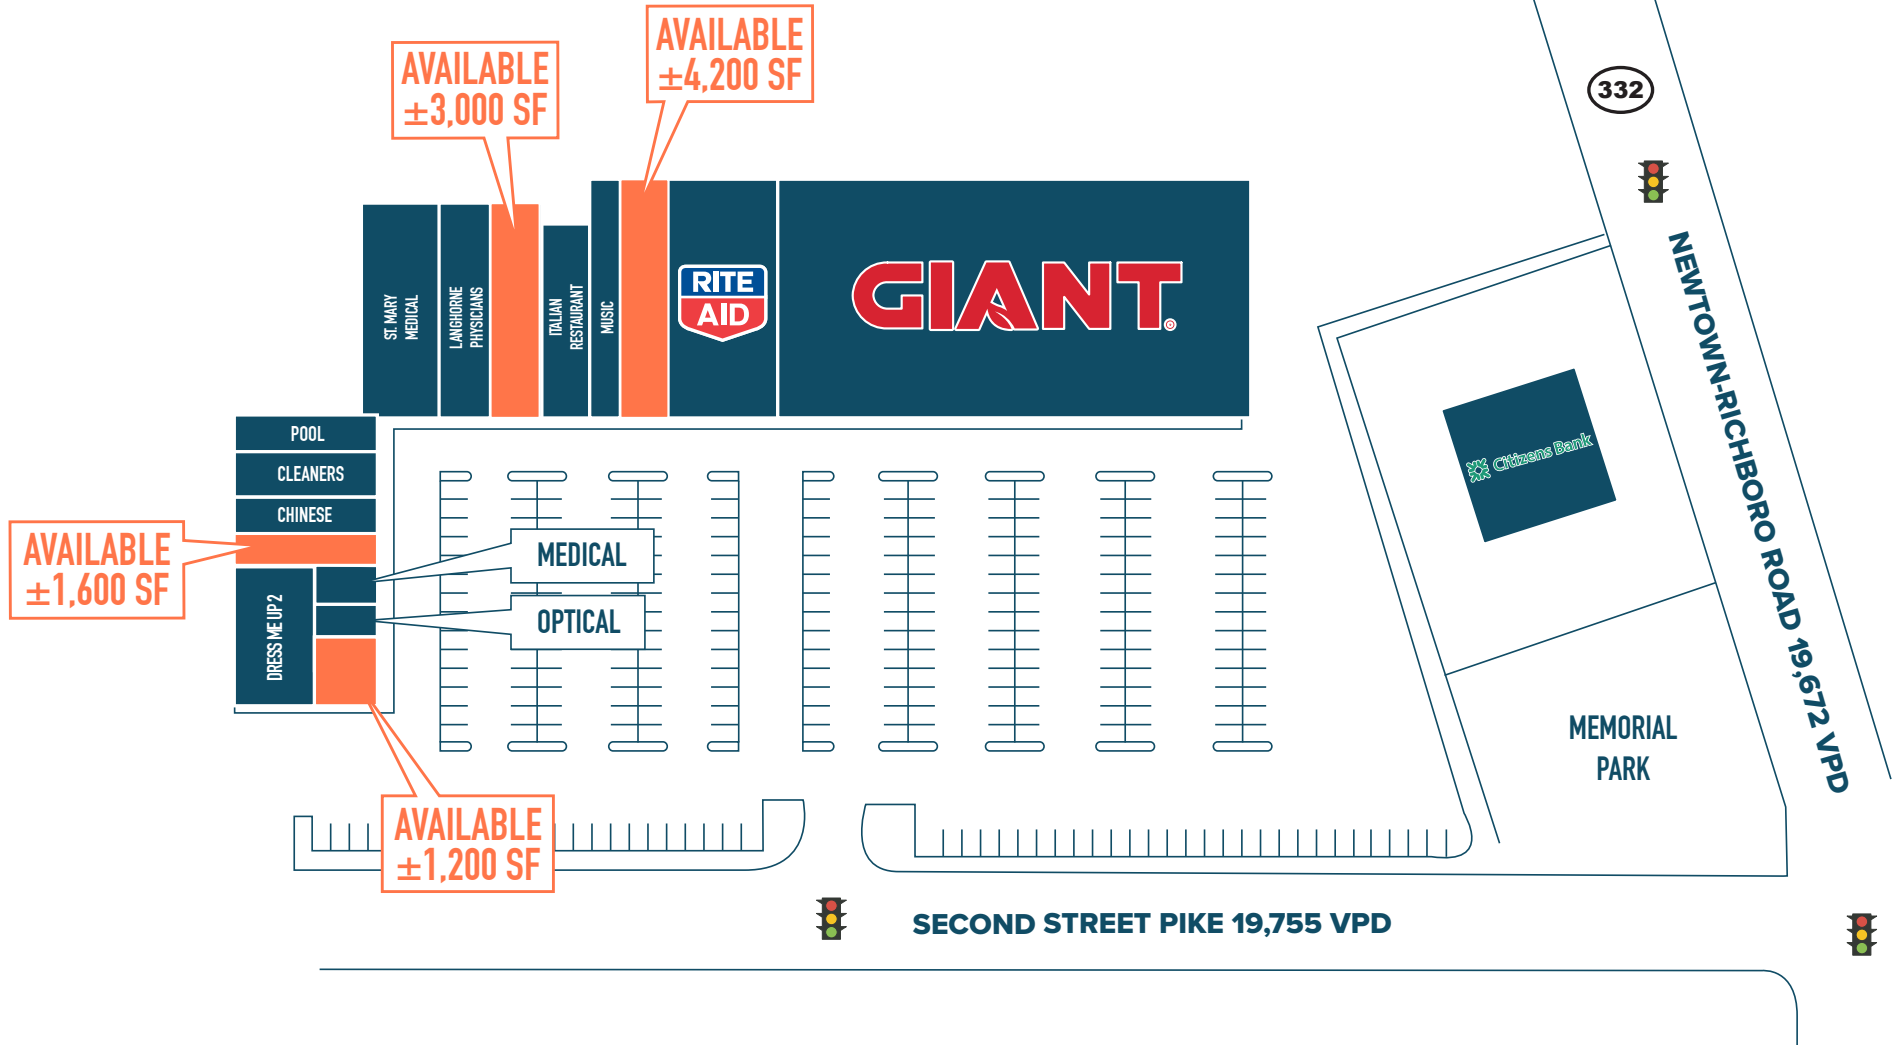 AVAILABLE
±4,200 SF
AVAILABLE
±3,000 SF
332
ST. MARY
MEDICAL
LANGHORNE
PHYSICIANS
ITALIAN
RESTAURANT
MUSIC
RITE
AID
GIANT®
NEWTOWN-RICHBORO ROAD 19,672 VPD
Citizens Bank
POOL
CLEANERS
CHINESE
AVAILABLE
±1,600 SF
MEDICAL
OPTICAL
DRESS ME UP 2
MEMORIAL
PARK
AVAILABLE
±1,200 SF
SECOND STREET PIKE 19,755 VPD